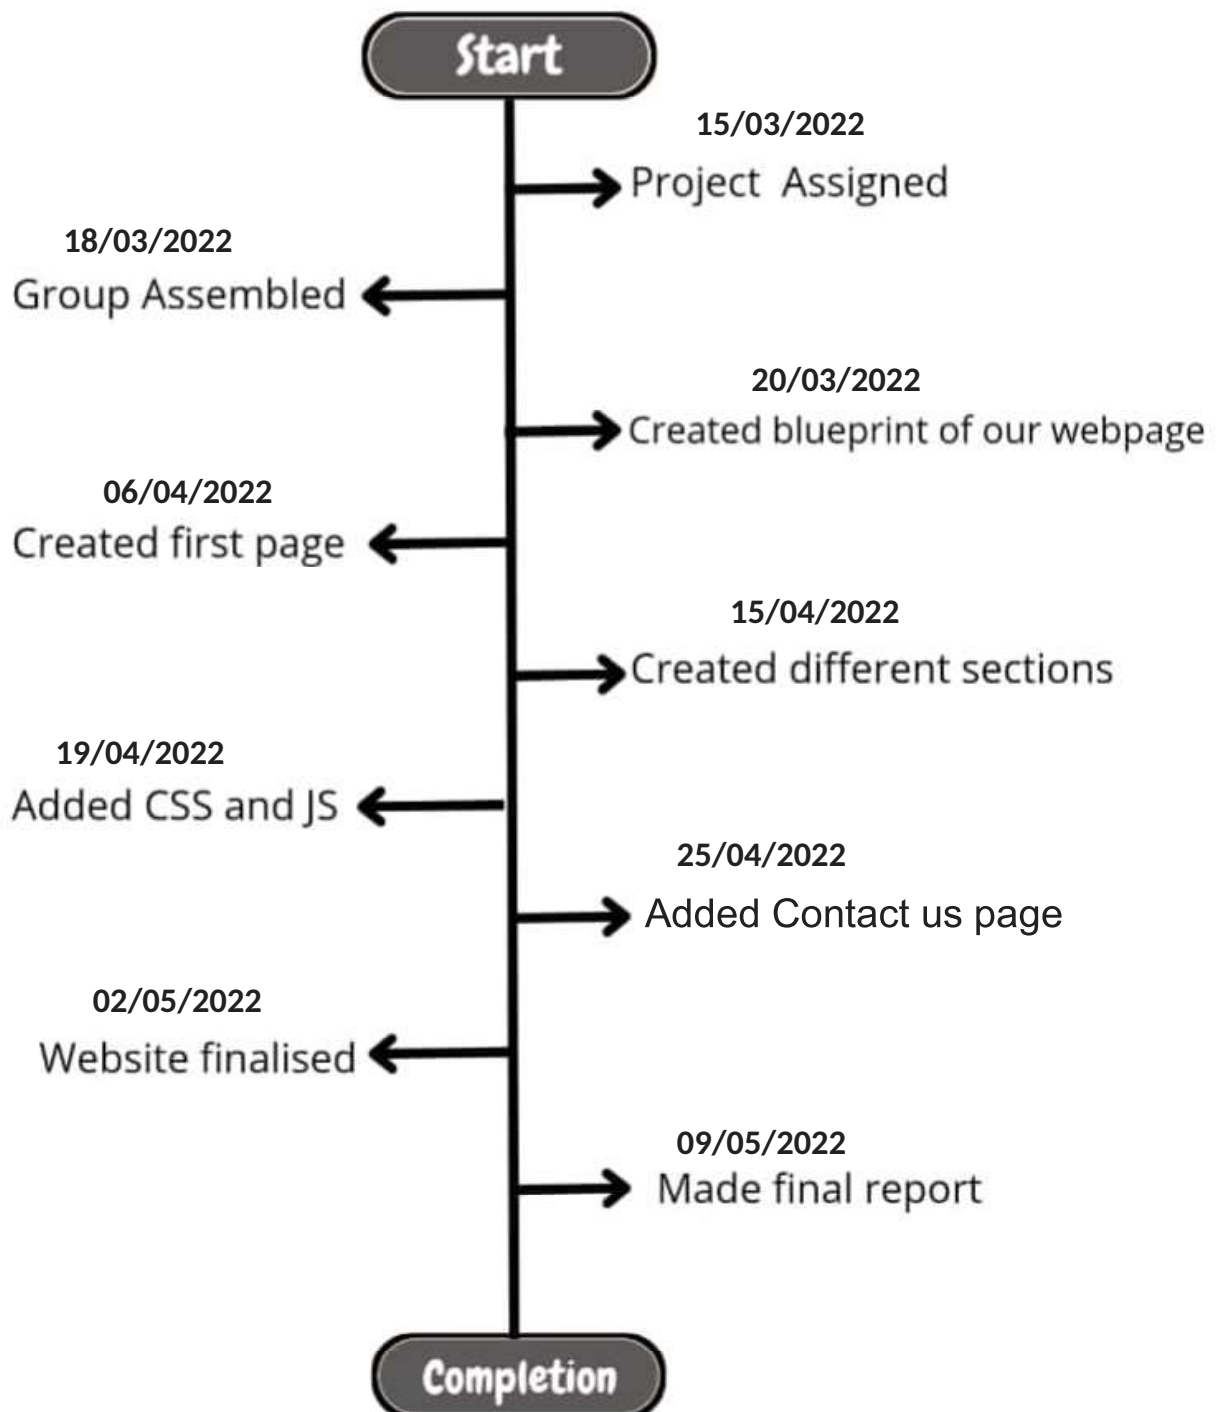 Start
15/03/2022
Project Assigned
18/03/2022
Group Assembled
20/03/2022
Created blueprint of our webpage
06/04/2022
Created first page
15/04/2022
Created different sections
19/04/2022
Added CSS and JS
25/04/2022
Added Contact us page
02/05/2022
Website finalised
09/05/2022
Made final report
Completion